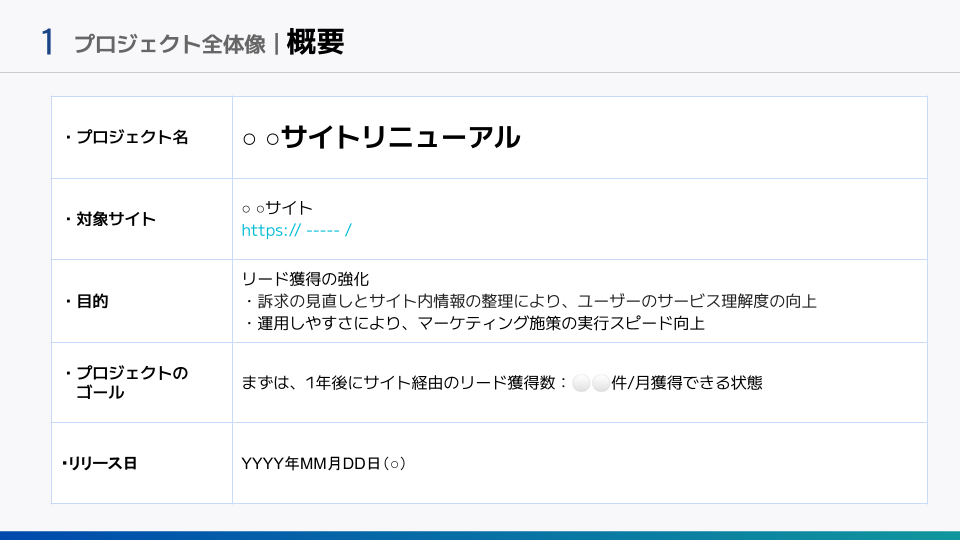 1 プロジェクト全体像 | 概要
・プロジェクト名
○ ○サイトリニューアル
・対象サイト
○ ○サイト
https:// ----- /
・目的
リード獲得の強化
・訴求の見直しとサイト内情報の整理により、ユーザーのサービス理解度の向上
・運用しやすさにより、マーケティング施策の実行スピード向上
・プロジェクトの
ゴール
まずは、1年後にサイト経由のリード獲得数：⚪⚪件/月獲得できる状態
・リリース日
YYYY年MM月DD日（○）